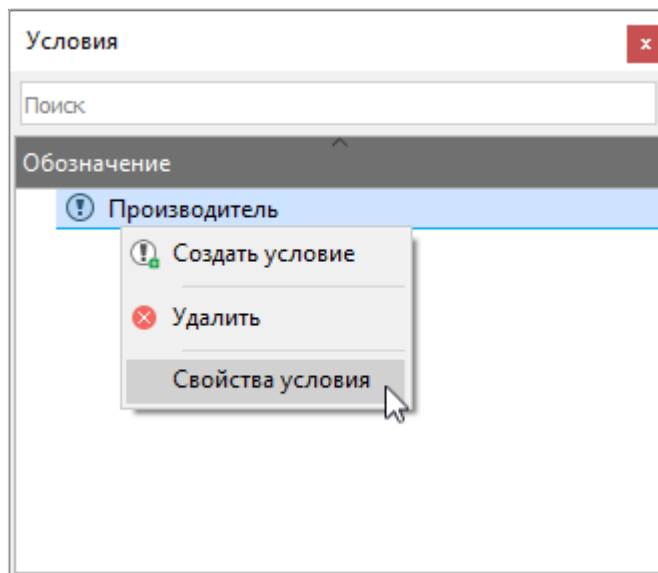 Условия
x
Поиск
Обозначение
Производитель
Создать условие
Удалить
Свойства условия